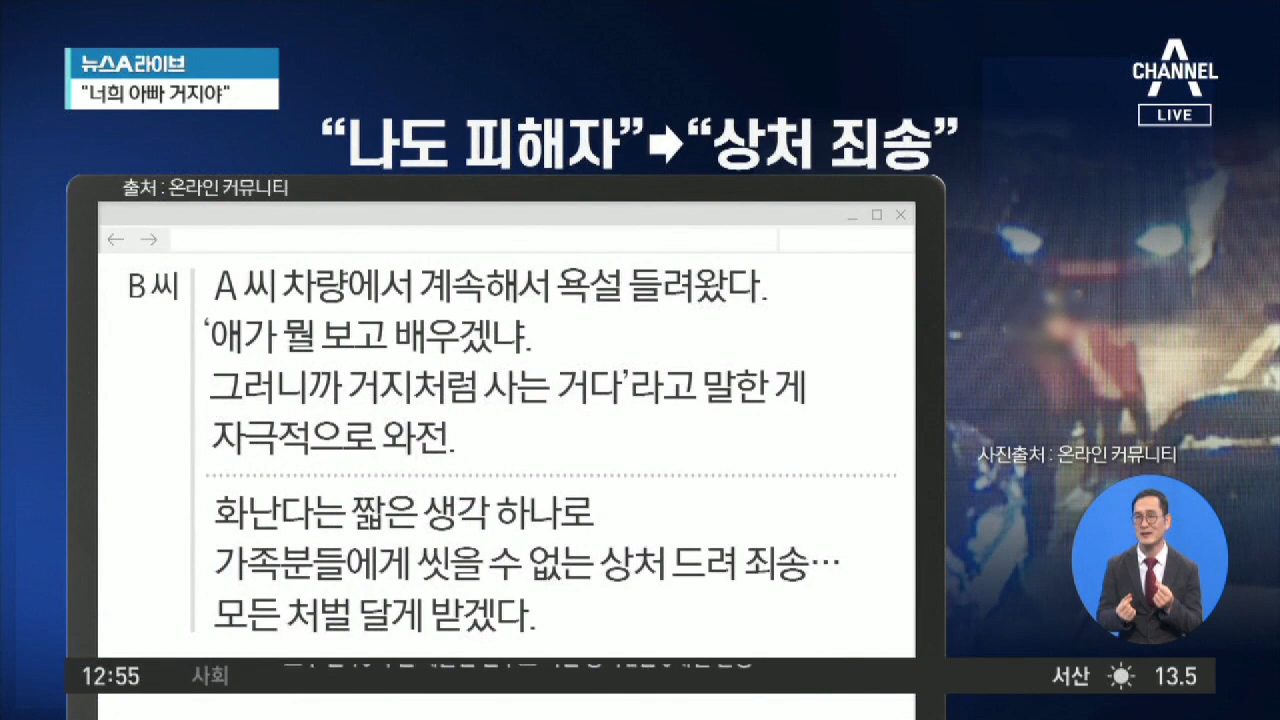 뉴스A 라이브
"너희 아빠 거지야"
CHANNEL A
LIVE
“나도 피해자”➡“상처 죄송”
출처 : 온라인 커뮤니티
B 씨
A 씨 차량에서 계속해서 욕설 들려왔다.
‘애가 뭘 보고 배우겠냐.
그러니까 거지처럼 사는 거다’라고 말한 게
자극적으로 와전.
화난다는 짧은 생각 하나로
가족분들에게 씻을 수 없는 상처 드려 죄송…
모든 처벌 달게 받겠다.
사진출처 : 온라인 커뮤니티
12:55 사회
서산 13.5